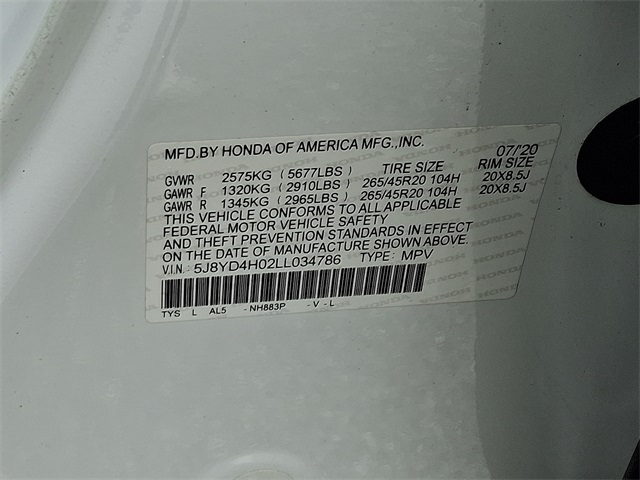 MFD.BY HONDA OF AMERICA MFG.,INC. 07/'20
GVWR 2575KG ( 5677LBS ) TIRE SIZE RIM SIZE
GAWR F 1320KG ( 2910LBS ) 265/45R20 104H 20X8.5J
GAWR R 1345KG ( 2965LBS ) 265/45R20 104H 20X8.5J
THIS VEHICLE CONFORMS TO ALL APPLICABLE
FEDERAL MOTOR VEHICLE SAFETY
AND THEFT PREVENTION STANDARDS IN EFFECT
ON THE DATE OF MANUFACTURE SHOWN ABOVE.
V.I.N.: 5J8YD4H02LL034786 TYPE: MPV
TYS L AL5 -NH883P -V-L